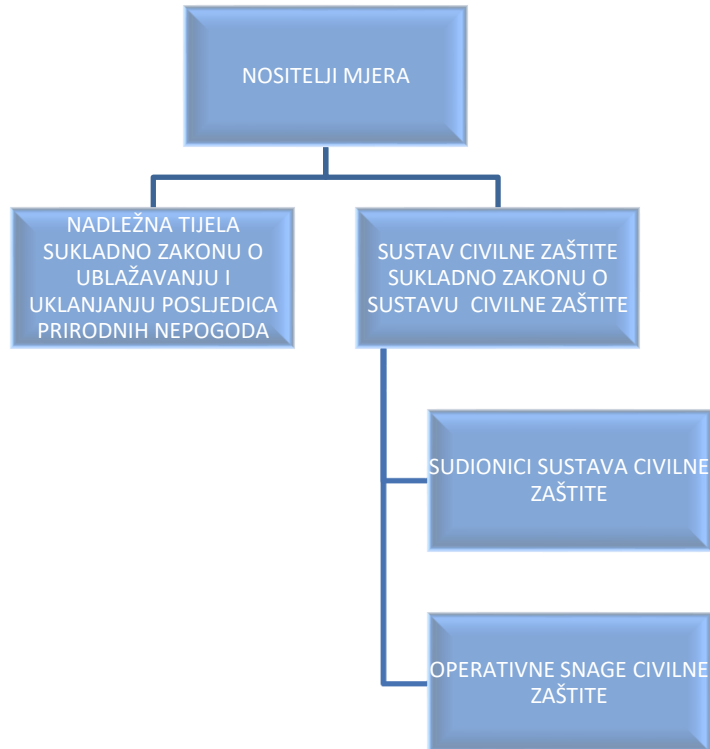 NOSITELJI MJERA
NADLEŽNA TIJELA
SUKLADNO ZAKONU O
UBLAŽAVANJU I
UKLANJANJU POSLJEDICA
PRIRODNIH NEPOGODA
SUSTAV CIVILNE ZAŠTITE
SUKLADNO ZAKONU O
SUSTAVU CIVILNE ZAŠTITE
SUDIONICI SUSTAVA CIVILNE
ZAŠTITE
OPERATIVNE SNAGE CIVILNE
ZAŠTITE